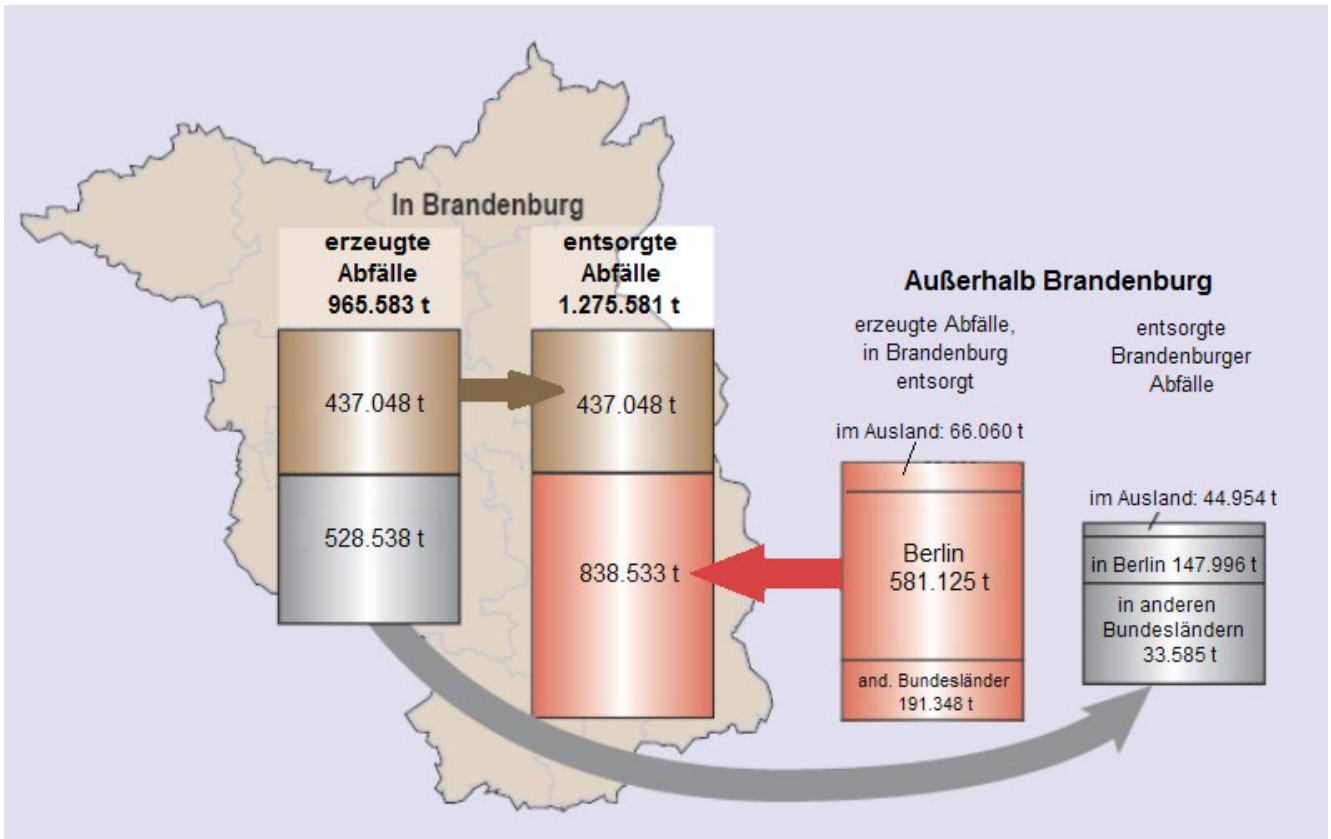 In Brandenburg
erzeugte
Abfälle
965.583 t
entsorgte
Abfälle
1.275.581 t
437.048 t
437.048 t
528.538 t
838.533 t
Außerhalb Brandenburg
erzeugte Abfälle,
in Brandenburg
entsorgt
entsorgte
Brandenburger
Abfälle
im Ausland: 66.060 t
Berlin
581.125 t
and. Bundesländer
191.348 t
im Ausland: 44.954 t
in Berlin 147.996 t
in anderen
Bundesländern
33.585 t